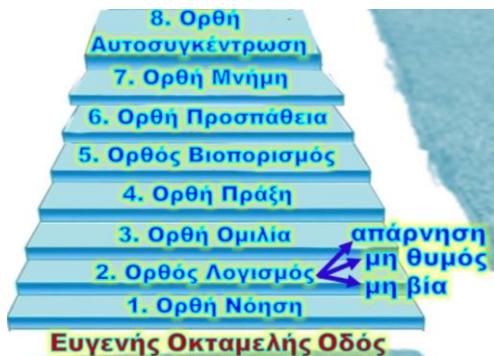 8. Ορθή
Αυτοσυγκέντρωση
7. Ορθή Μνήμη
6. Ορθή Προσπάθεια
5. Ορθός Βιοπορισμός
4. Ορθή Πράξη
3. Ορθή Ομιλία
2. Ορθός Λογισμός
απάρνηση
μη θυμός
μη βία
1. Ορθή Νόηση
Ευγενής Οκταμελής Οδός